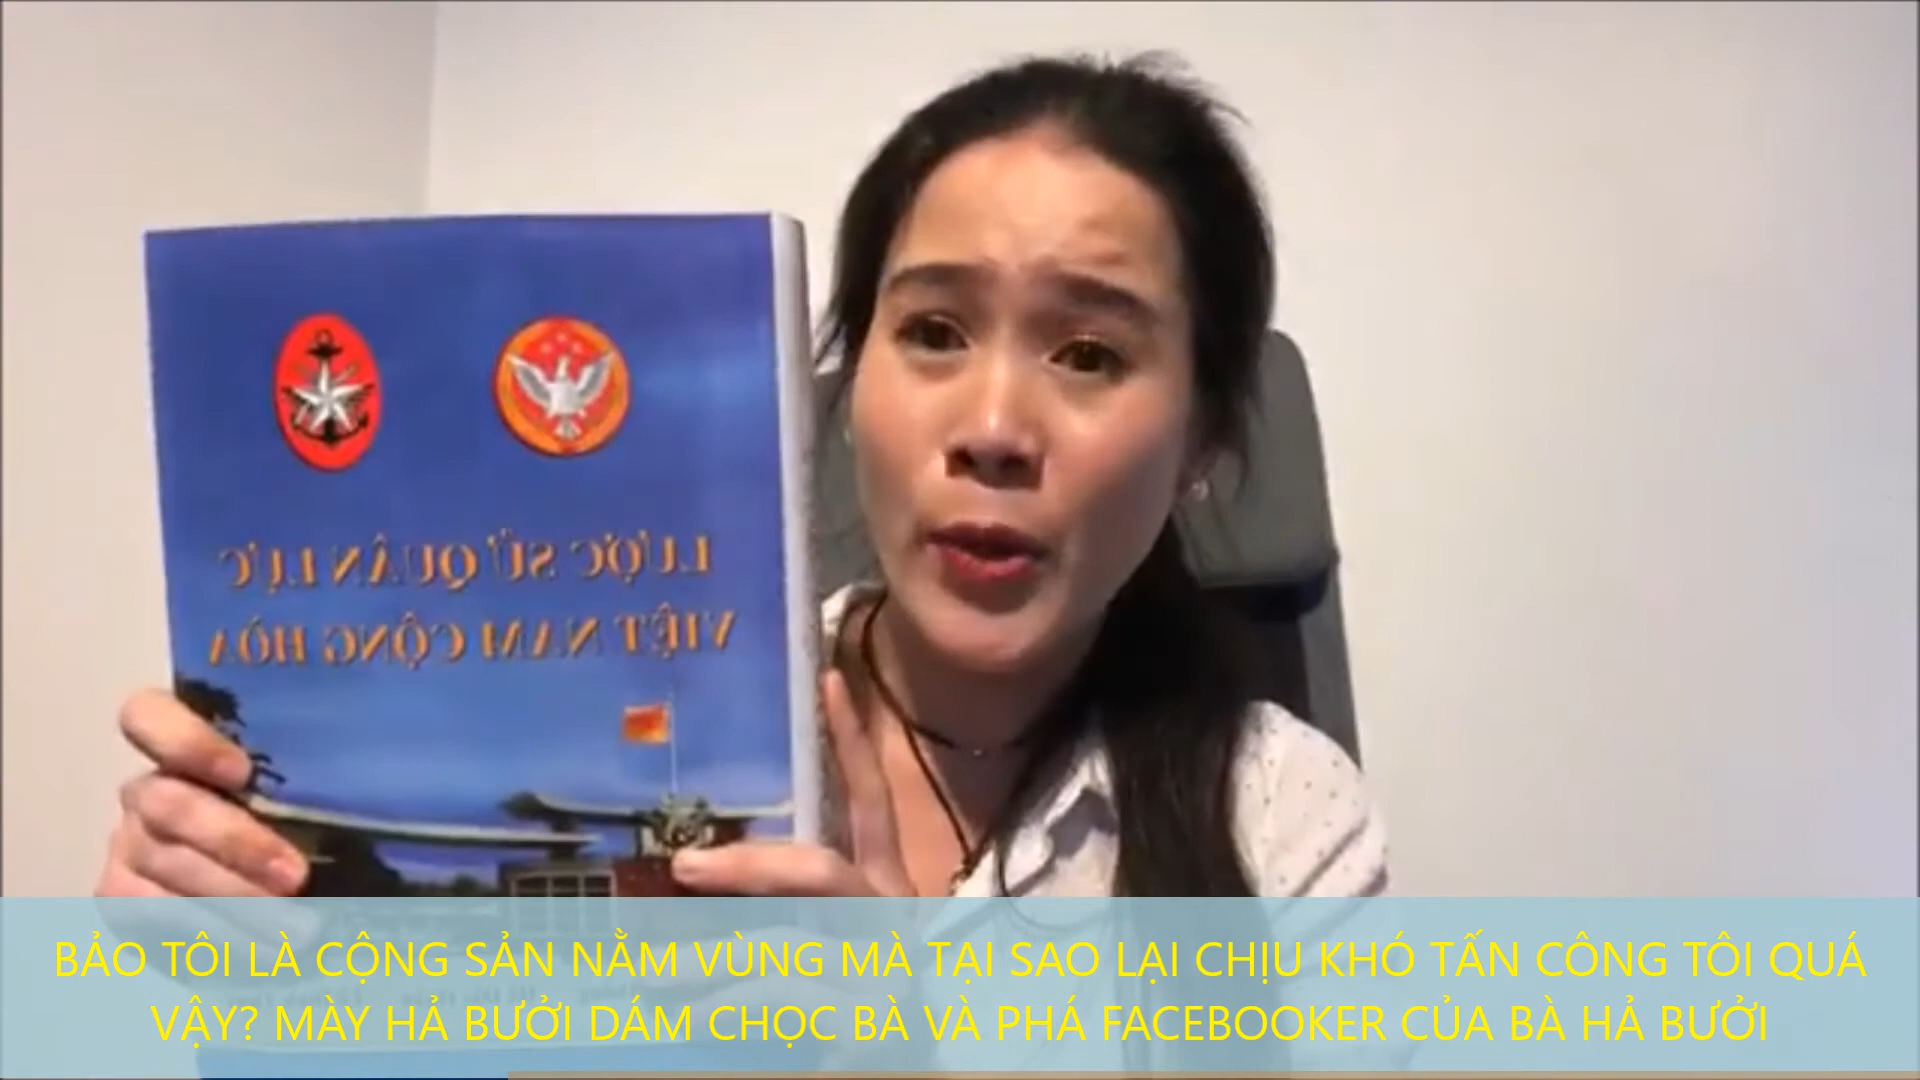 LƯỢC SỬ QUÂN LỰC
VIỆT NAM CỘNG HÒA
BẢO TÔI LÀ CỘNG SẢN NẰM VÙNG MÀ TẠI SAO LẠI CHỊU KHÓ TẤN CÔNG TÔI QUÁ
VẬY? MÀY HẢ BƯỞI DÁM CHỌC BÀ VÀ PHÁ FACEBOOKER CỦA BÀ HẢ BƯỞI